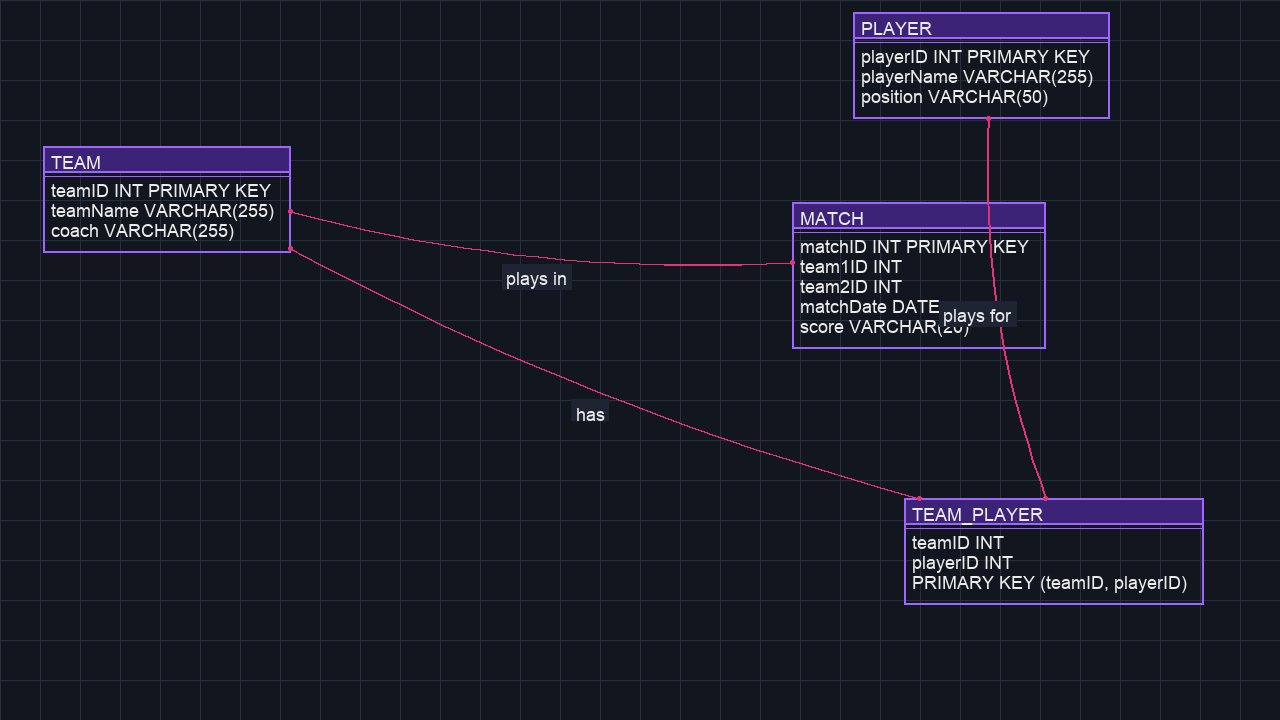 PLAYER
playerID INT PRIMARY KEY
playerName VARCHAR(255)
position VARCHAR(50)
TEAM
teamID INT PRIMARY KEY
teamName VARCHAR(255)
coach VARCHAR(255)
MATCH
matchID INT PRIMARY KEY
team1ID INT
team2ID INT
matchDate DATE
score VARCHAR(20)
plays in
plays for
has
TEAM_PLAYER
teamID INT
playerID INT
PRIMARY KEY (teamID, playerID)